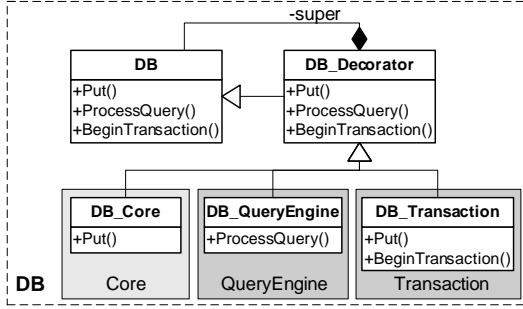 -super
DB
+Put()
+ProcessQuery()
+BeginTransaction()
DB_Decorator
+Put()
+ProcessQuery()
+BeginTransaction()
DB_Core
+Put()
Core
DB_QueryEngine
+ProcessQuery()
QueryEngine
DB_Transaction
+Put()
+BeginTransaction()
Transaction
DB